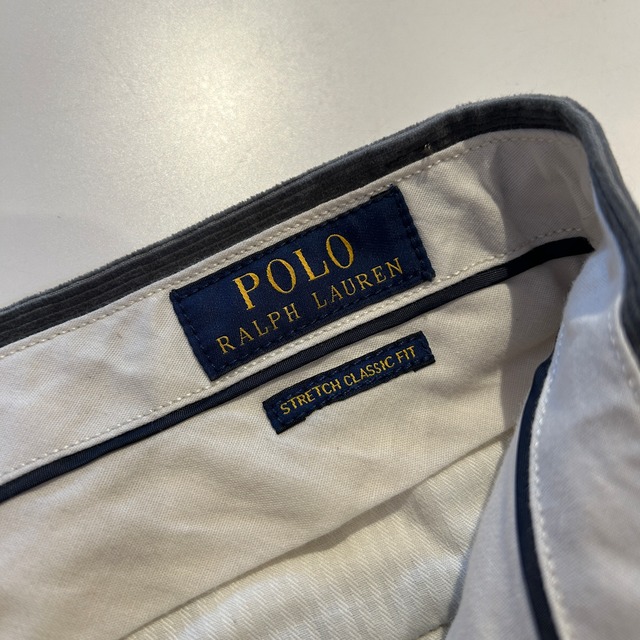 POLO
RALPH LAUREN
STRETCH CLASSIC FIT